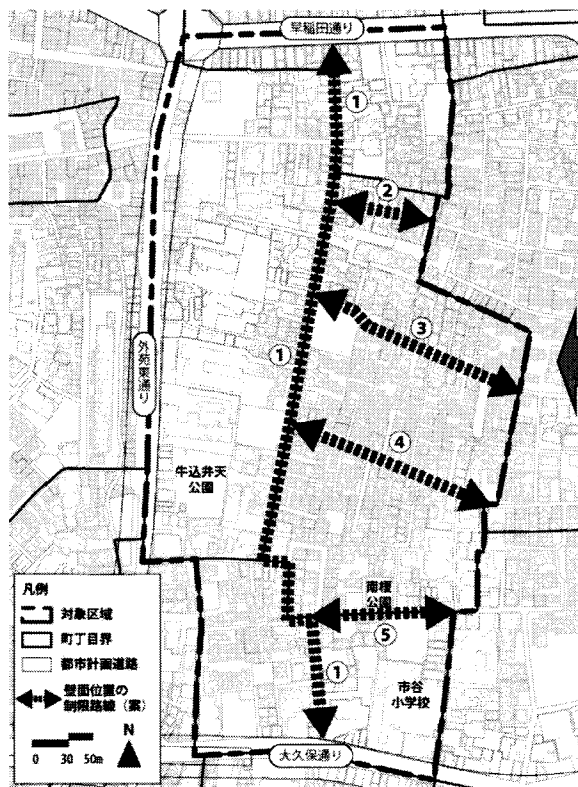 早稲田通り
①
②
③
①
外苑東通り
④
牛込弁天
公園
凡例
対象区域
町丁目界
都市計画道路
壁面位置の
制限路線（案）
0 30 50m
N
南榎
公園
⑤
①
市谷
小学校
大久保通り